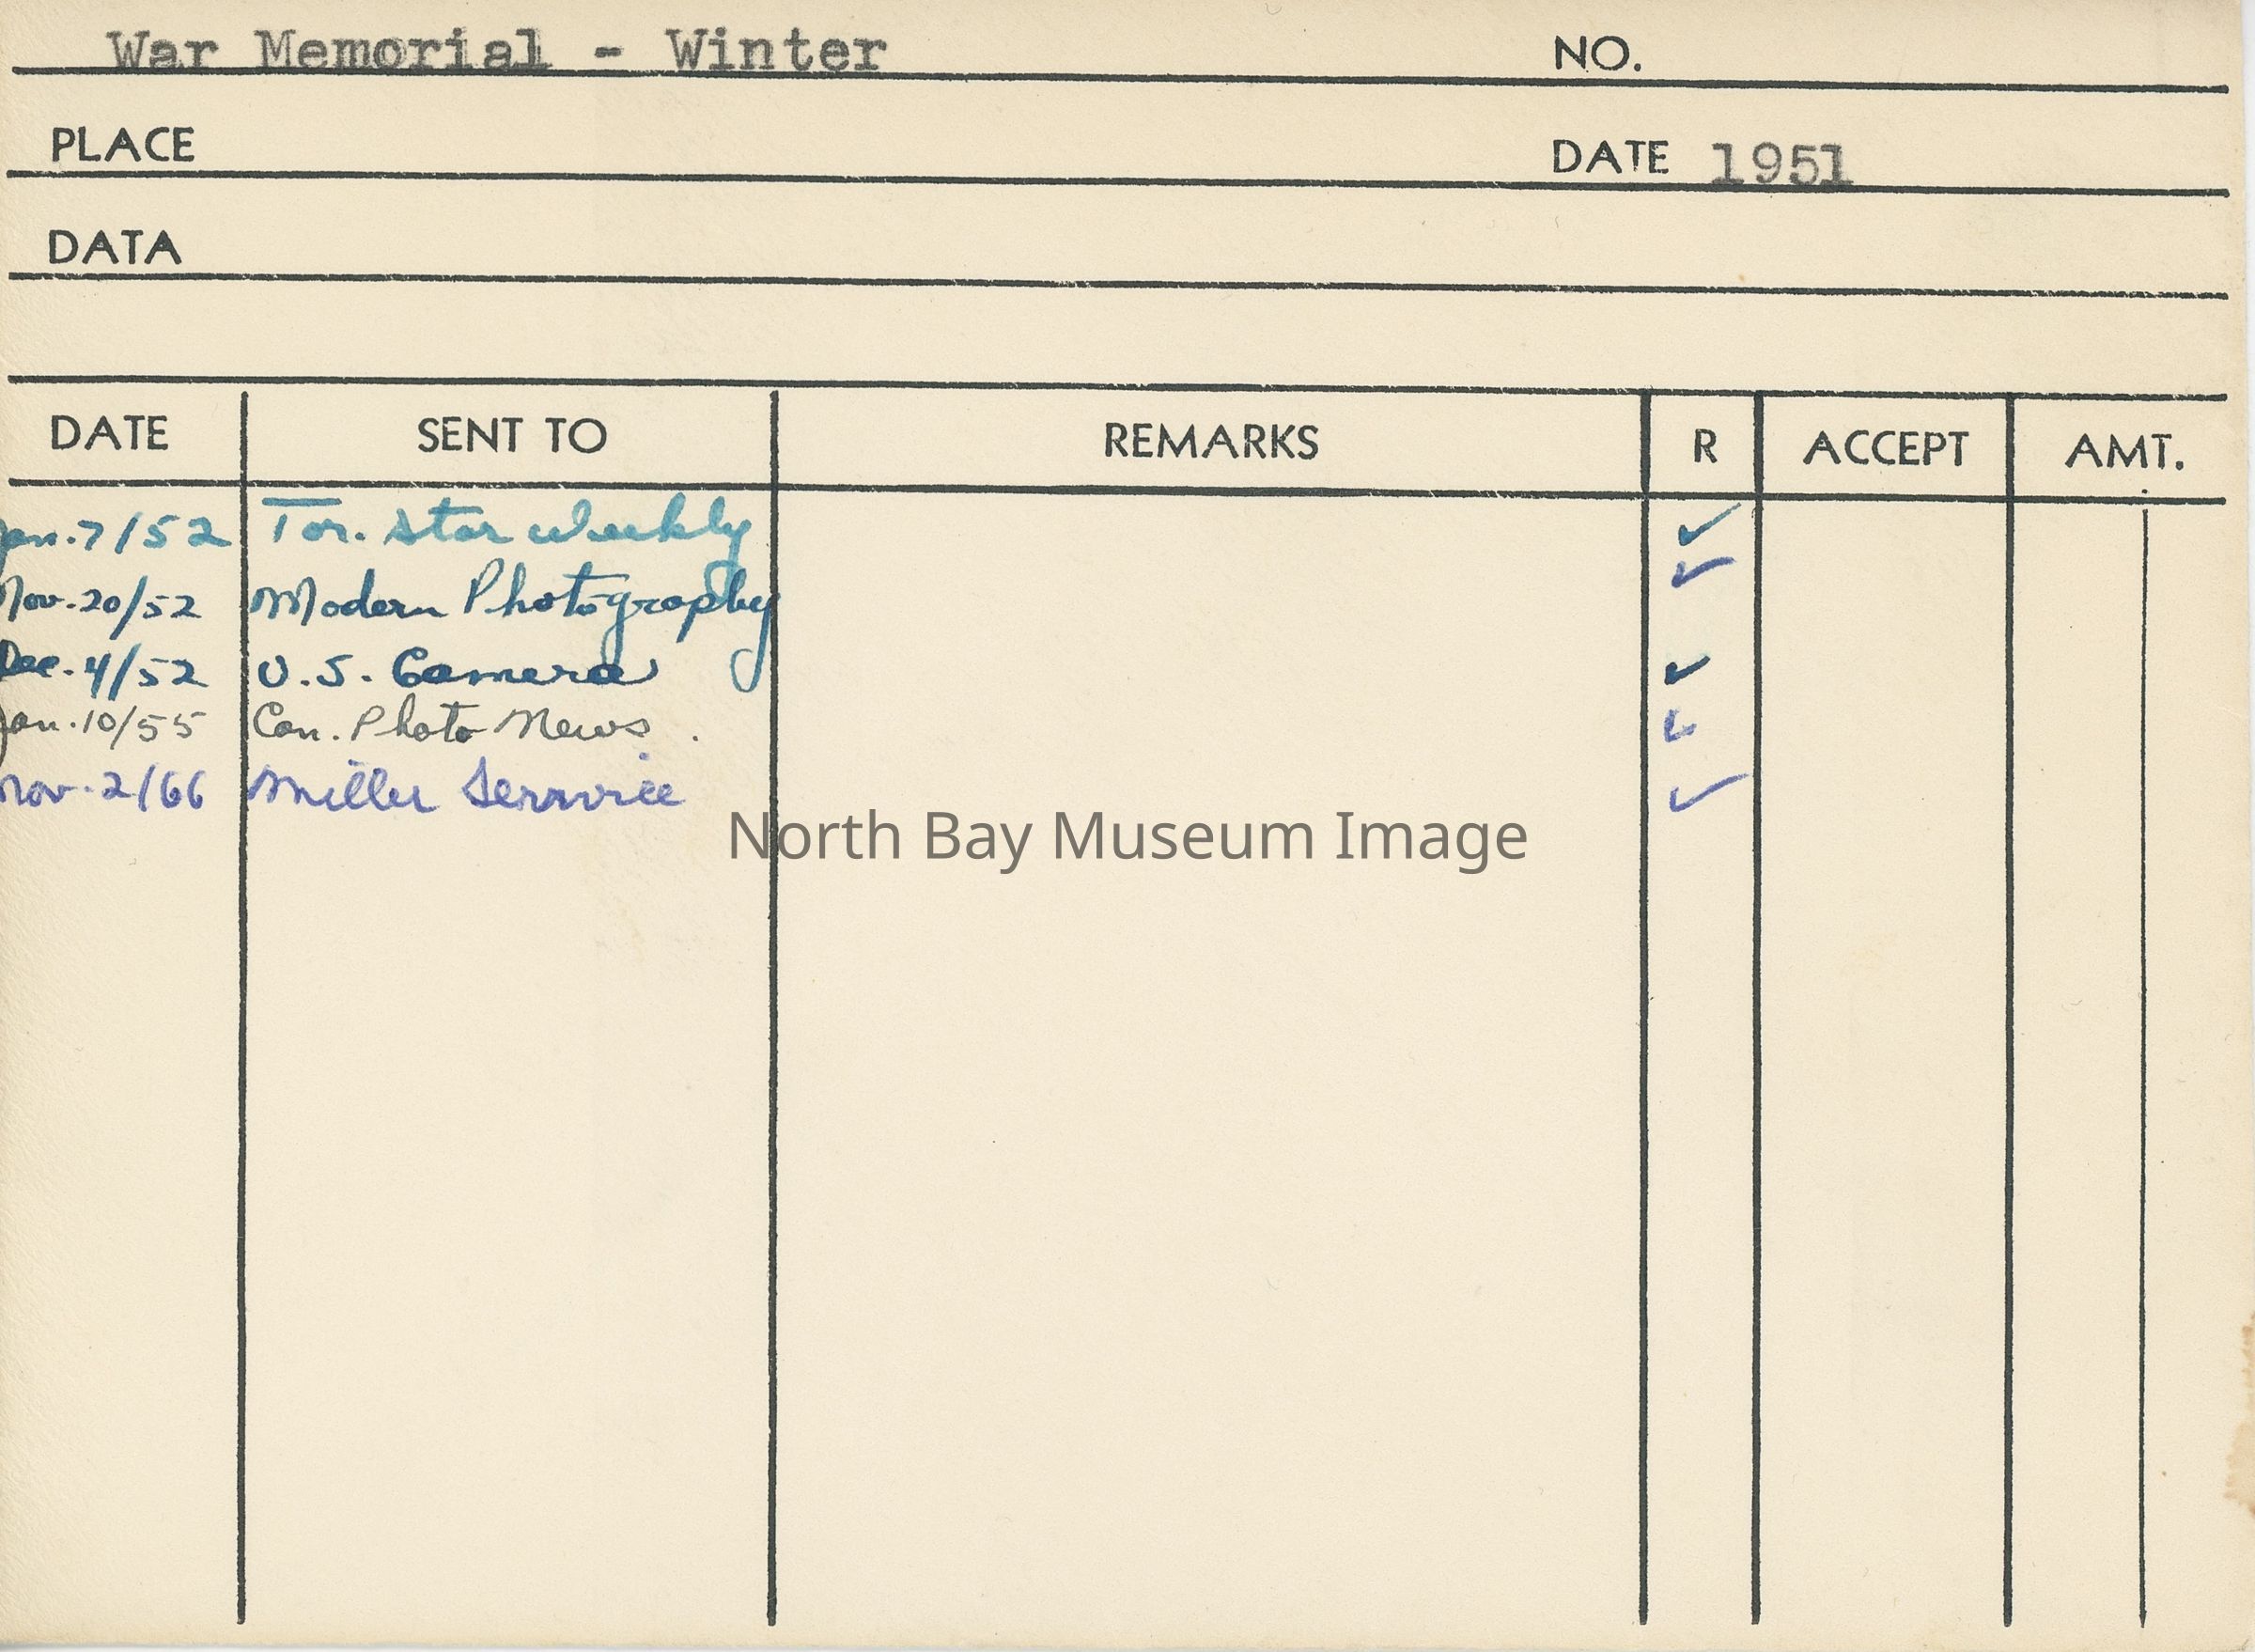 War Memorial - Winter NO.
PLACE DATE 1951
DATA
DATE SENT TO REMARKS R ACCEPT AMT.
Jan. 7/52 Tor. Star Weekly ✓
Nov. 20/52 Modern Photography ✓
Dec. 4/52 U.S. Camera ✓
Jan. 10/55 Can. Photo News. ✓
Nov. 2/66 Miller Serrvice ✓
North Bay Museum Image